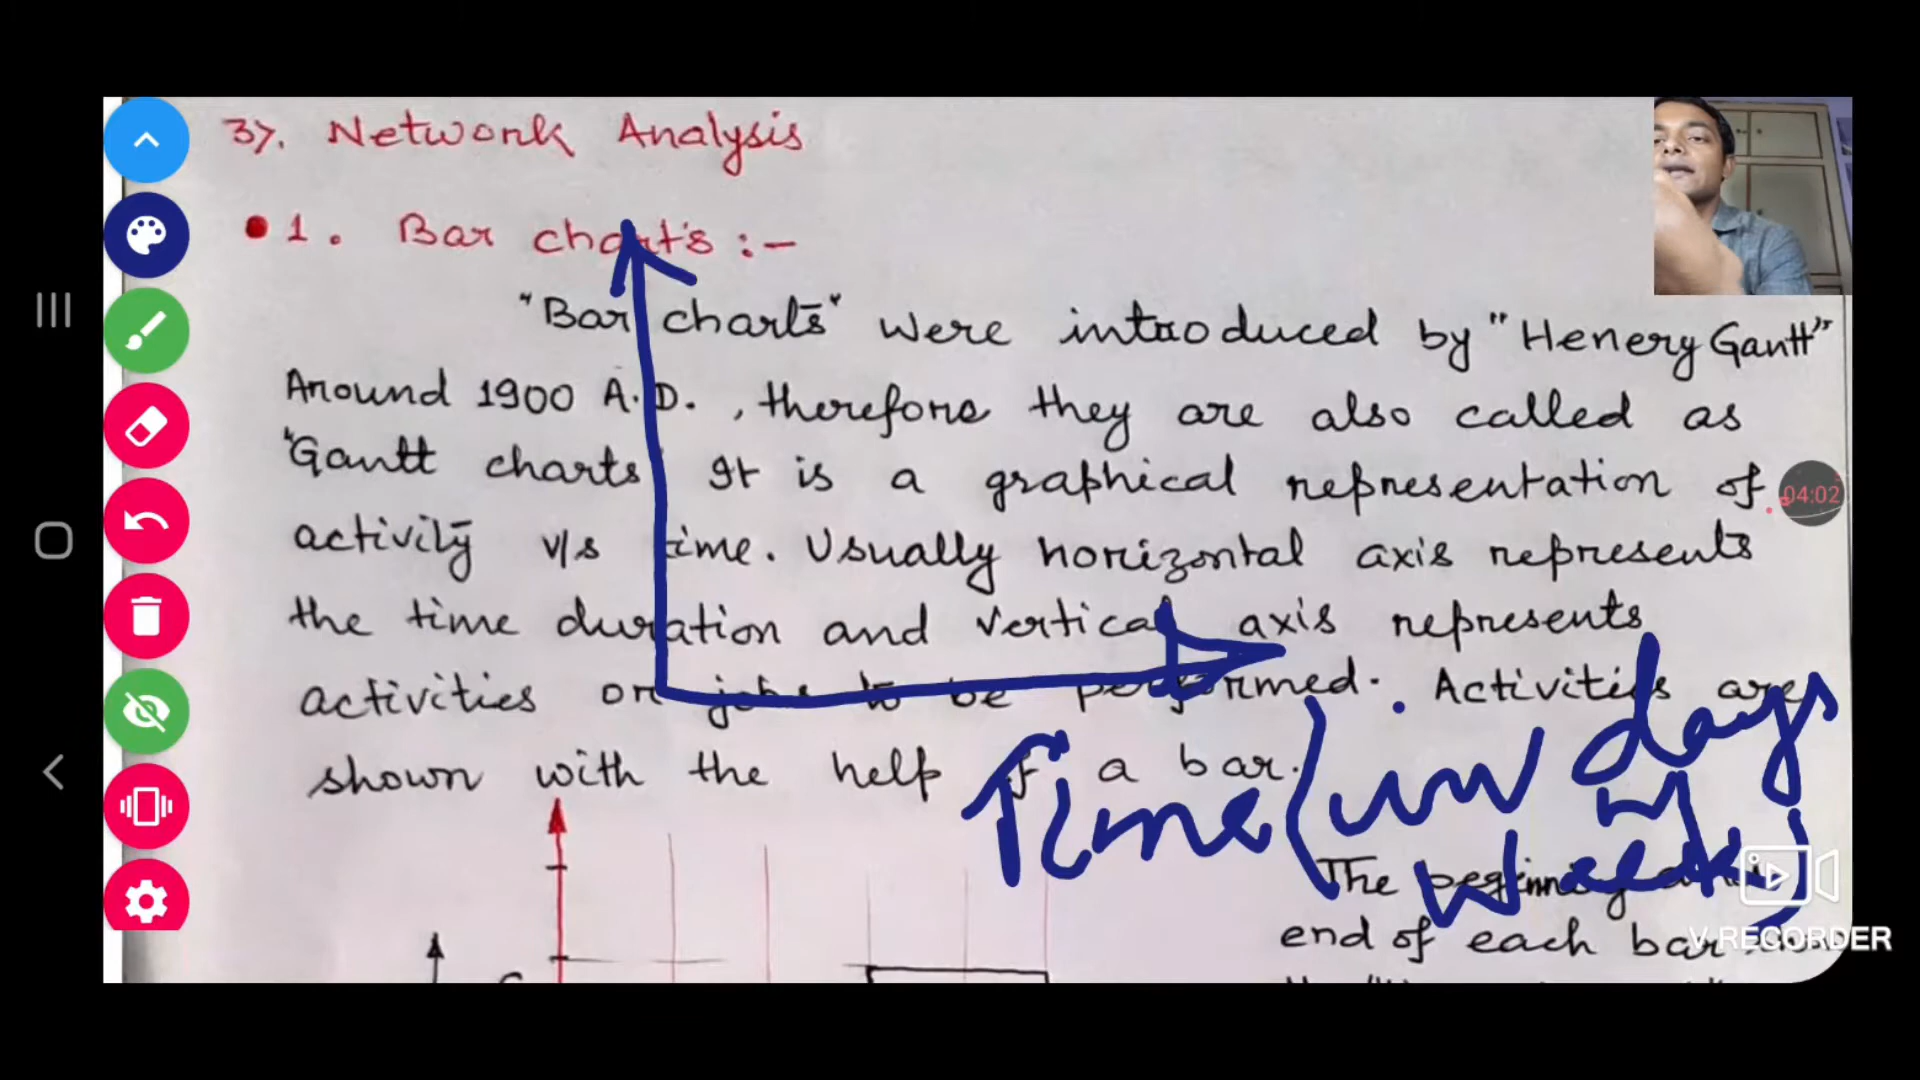 3). Network Analysis
1. Bar charts :-
"Bar charts" were introduced by "Henery Gantt"
Around 1900 A.D. , therefore they are also called as
"Gantt charts" It is a graphical representation of
04:02
activity v/s time. Usually horizontal axis represents
the time duration and vertical axis represents
activities or jobs to be performed. Activities are
shown with the help of a bar.
Time (in days
or
weeks)
The beginning and
end of each bar
V RECORDER